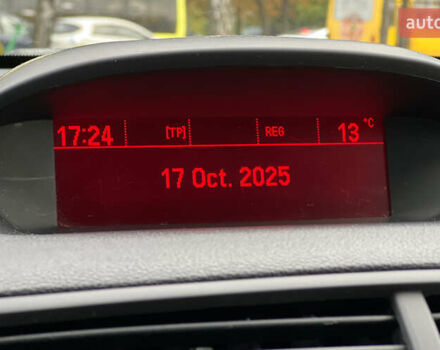 auto
17:24 [TP] REG 13 °C
17 Oct. 2025